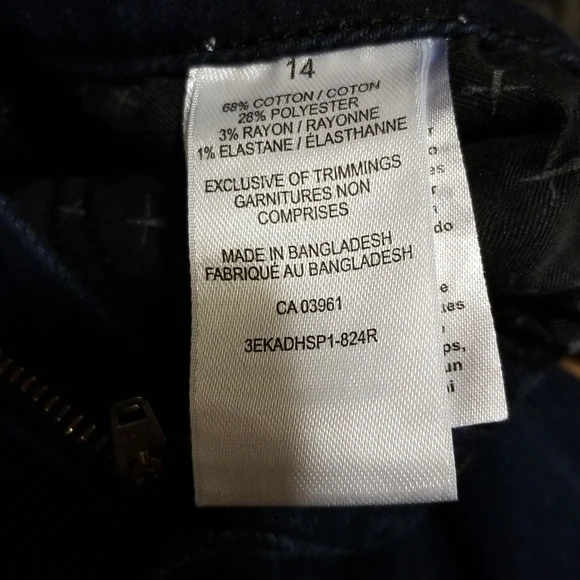 14
68% COTTON / COTON
28% POLYESTER
3% RAYON / RAYONNE
1% ELASTANE / ÉLASTHANNE
EXCLUSIVE OF TRIMMINGS
GARNITURES NON
COMPRISES
MADE IN BANGLADESH
FABRIQUÉ AU BANGLADESH
CA 03961
3EKADHSP1-824R
do